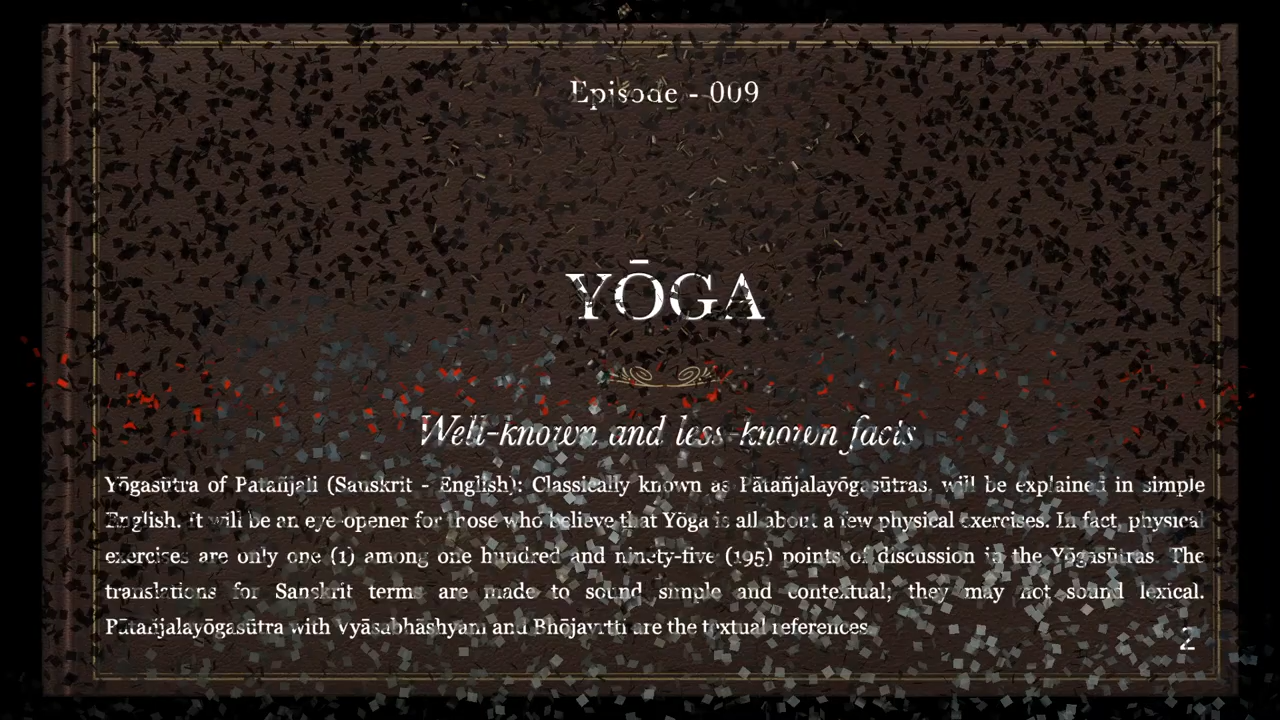 Episode - 009
YŌGA
Well-known and less-known facts
Yōgasūtra of Patañjali (Sanskrit - English): Classically known as Pātañjalayōgasūtras, will be explained in simple
English. It will be an eye-opener for those who believe that Yōga is all about a few physical exercises. In fact, physical
exercises are only one (1) among one hundred and ninety-five (195) points of discussion in the Yōgasūtras. The
translations for Sanskrit terms are made to sound simple and contextual; they may not sound lexical.
Pātañjalayōgasūtra with Vyāsabhāshyam and Bhōjavrtti are the textual references.
2